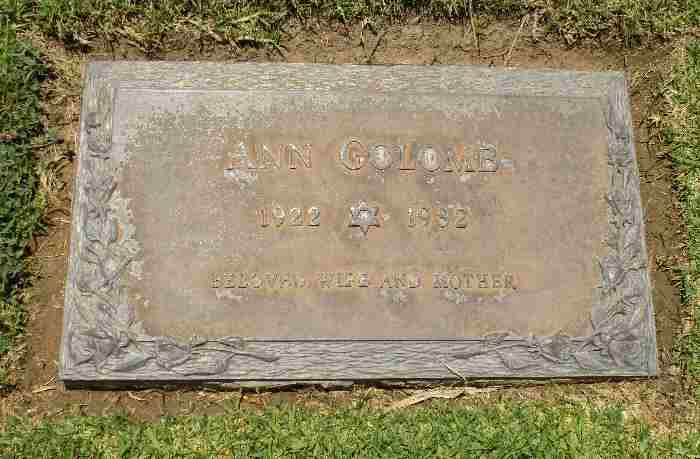 ANN GOLOMB
1922 ✡ 1992
BELOVED WIFE AND MOTHER